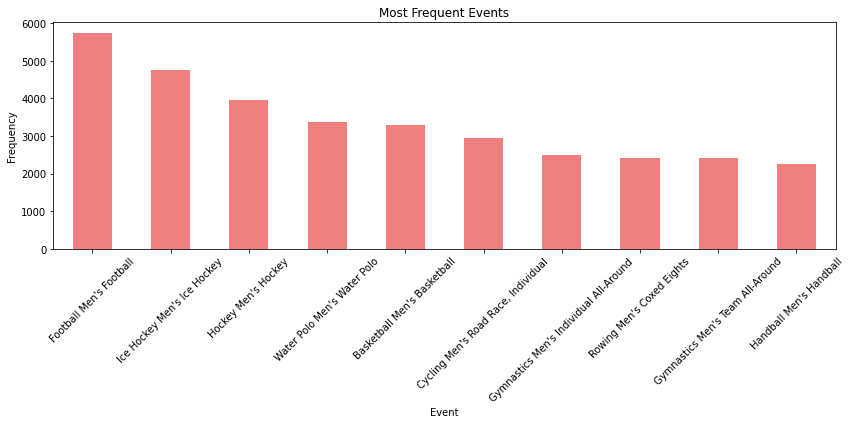 Most Frequent Events
Frequency
6000
5000
4000
3000
2000
1000
0
Football Men's Football
Ice Hockey Men's Ice Hockey
Hockey Men's Hockey
Water Polo Men's Water Polo
Basketball Men's Basketball
Cycling Men's Road Race, Individual
Gymnastics Men's Individual All-Around
Rowing Men's Coxed Eights
Gymnastics Men's Team All-Around
Handball Men's Handball
Event